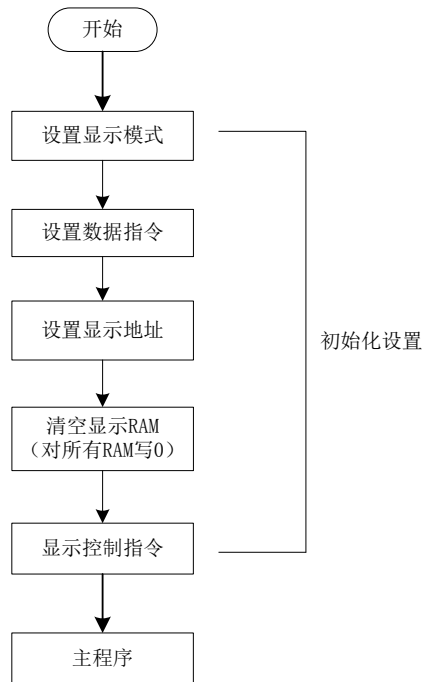 开始
设置显示模式
设置数据指令
设置显示地址
初始化设置
清空显示RAM
（对所有RAM写0）
显示控制指令
主程序